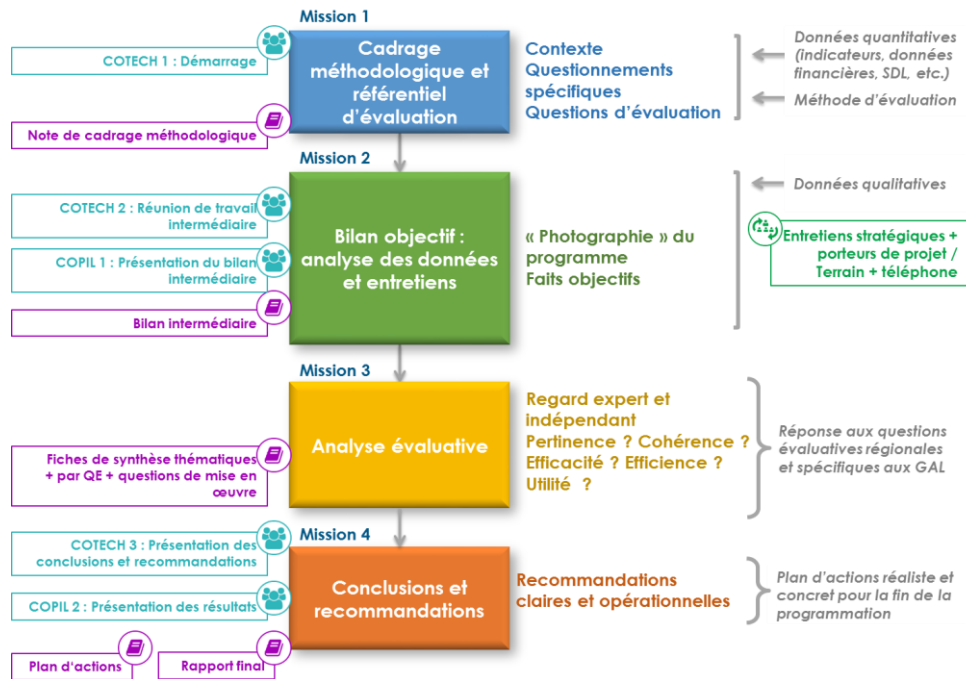 Mission 1
COTECH 1 : Démarrage
Note de cadrage méthodologique
Cadrage
méthodologique et
référentiel
d'évaluation
Contexte
Questionnements
spécifiques
Questions d'évaluation
Données quantitatives
(indicateurs, données
financières, SDL, etc.)
Méthode d'évaluation
Mission 2
COTECH 2 : Réunion de travail
intermédiaire
COPIL 1 : Présentation du bilan
intermédiaire
Bilan intermédiaire
Bilan objectif :
analyse des données
et entretiens
« Photographie » du
programme
Faits objectifs
Données qualitatives
Entretiens stratégiques +
porteurs de projet /
Terrain + téléphone
Mission 3
Fiches de synthèse thématiques
+ par QE + questions de mise en
œuvre
Analyse évaluative
Regard expert et
indépendant
Pertinence ? Cohérence ?
Efficacité ? Efficience ?
Utilité ?
Réponse aux questions
évaluatives régionales
et spécifiques aux GAL
Mission 4
COTECH 3 : Présentation des
conclusions et recommandations
COPIL 2 : Présentation des résultats
Plan d'actions
Rapport final
Conclusions et
recommandations
Recommandations
claires et opérationnelles
Plan d'actions réaliste et
concret pour la fin de la
programmation